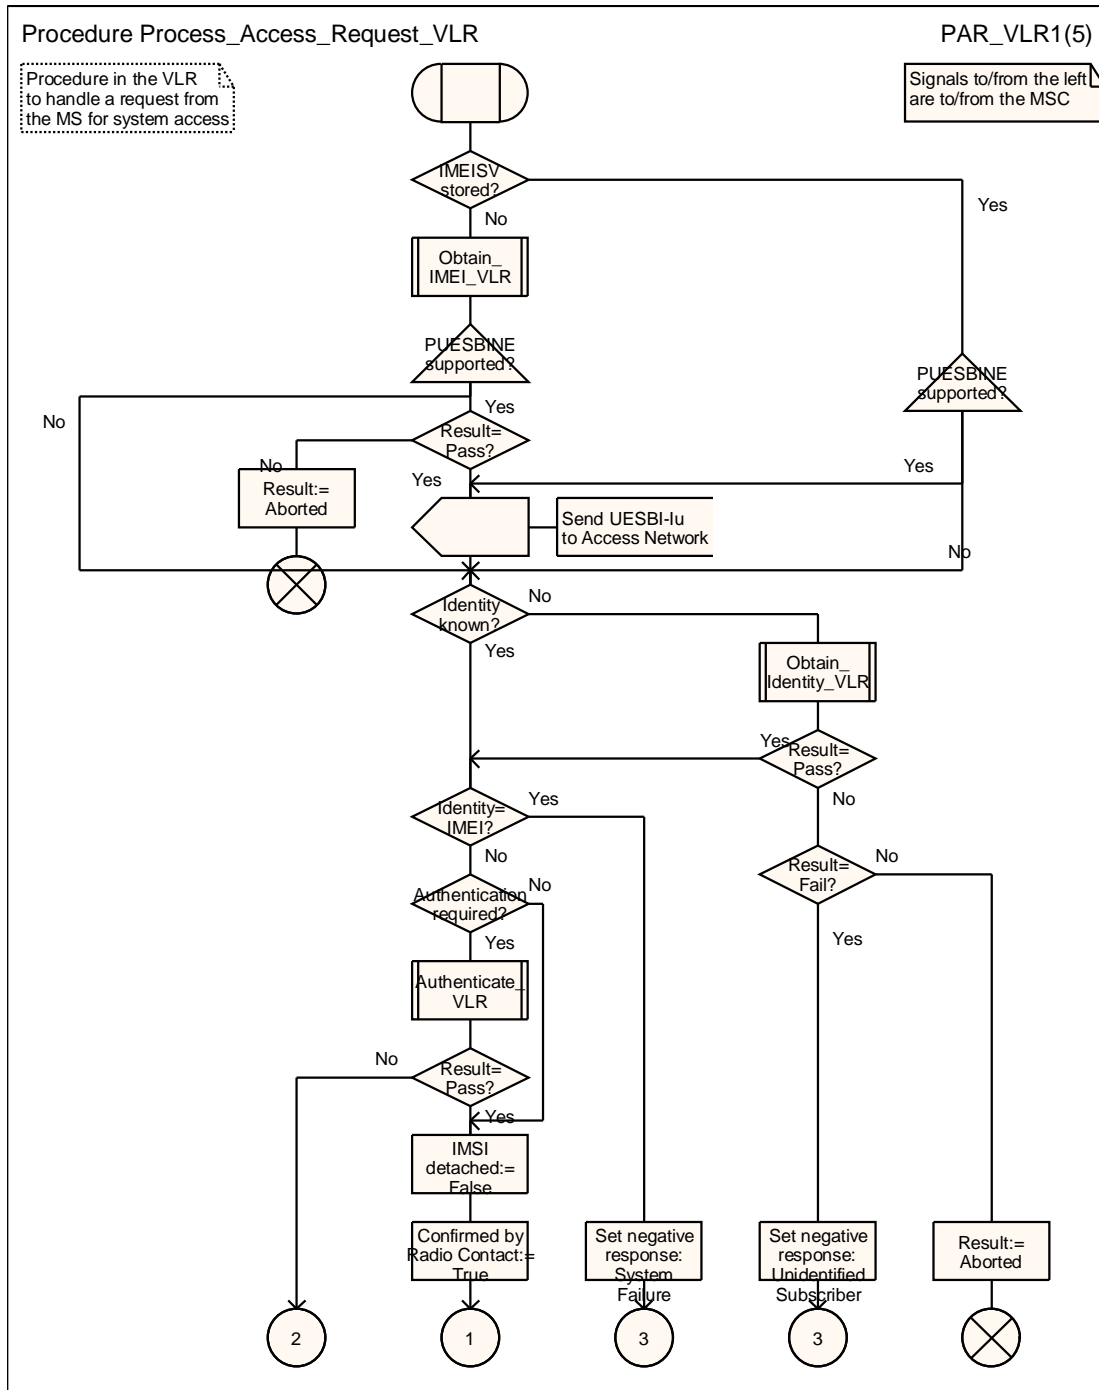 Procedure Process_Access_Request_VLR
PAR_VLR1(5)
Procedure in the VLR
to handle a request from
the MS for system access
Signals to/from the left
are to/from the MSC
IMEISV
stored?
Yes
No
Obtain_
IMEI_VLR
PUESBINE
supported?
PUESBINE
supported?
No
Yes
Result=
Pass?
No
Yes
Yes
Result:=
Aborted
Send UESBI-Iu
to Access Network
No
Identity
known?
No
Yes
Obtain_
Identity_VLR
Yes
Result=
Pass?
No
Identity=
IMEI?
Yes
No
Result=
Fail?
No
Yes
Authentication
required?
No
Yes
Authenticate_
VLR
No
Result=
Pass?
Yes
IMSI
detached:=
False
Confirmed by
Radio Contact:=
True
Set negative
response:
System
Failure
Set negative
response:
Unidentified
Subscriber
Result:=
Aborted
2
1
3
3